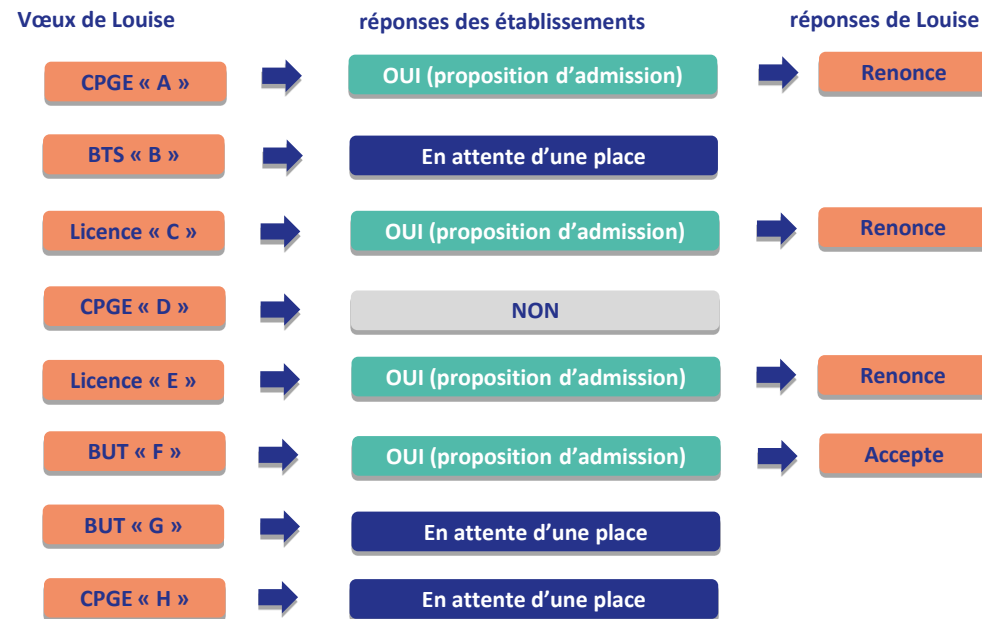 Vœux de Louise
réponses des établissements
réponses de Louise
CPGE « A »
OUI (proposition d’admission)
Renonce
BTS « B »
En attente d’une place
Licence « C »
OUI (proposition d’admission)
Renonce
CPGE « D »
NON
Licence « E »
OUI (proposition d’admission)
Renonce
BUT « F »
OUI (proposition d’admission)
Accepte
BUT « G »
En attente d’une place
CPGE « H »
En attente d’une place